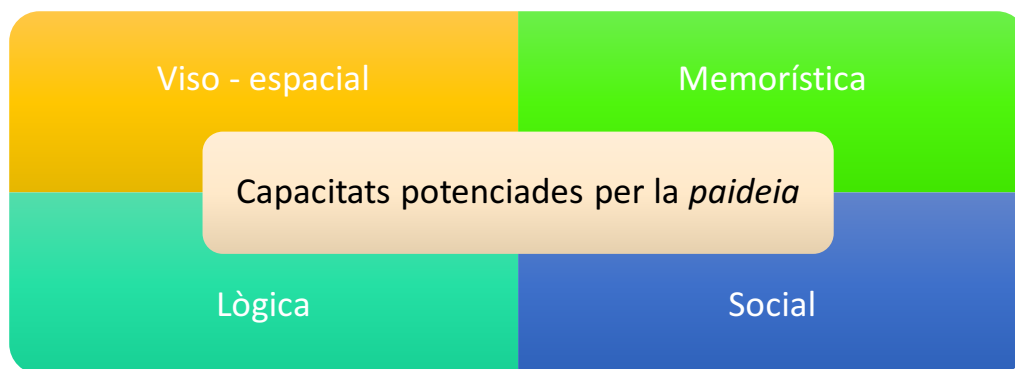 Viso - espacial
Memorística
Capacitats potenciades per la paideia
Lògica
Social